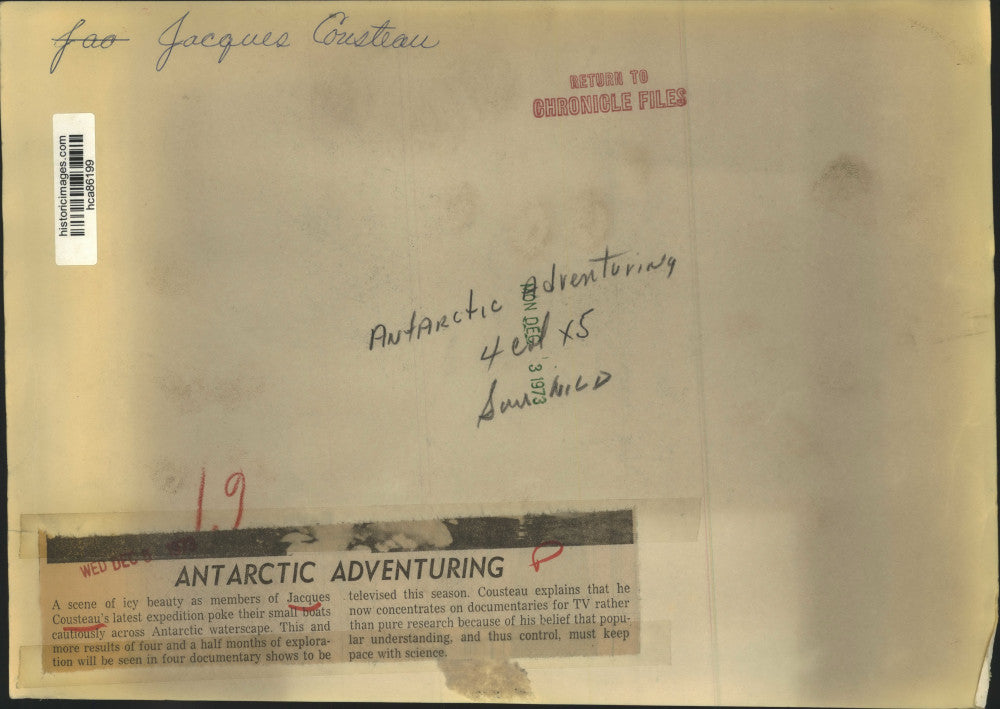 Jao Jacques Cousteau
RETURN TO
CHRONICLE FILES
historicimages.com
hca86199
Antarctic Adventuring
4 col x5
MON DEC 3 1973
19
WED DEC 5 1973
ANTARCTIC ADVENTURING
A scene of icy beauty as members of Jacques
Cousteau's latest expedition poke their small boats
cautiously across Antarctic waterscape. This and
more results of four and a half months of explora-
tion will be seen in four documentary shows to be
televised this season. Cousteau explains that he
now concentrates on documentaries for TV rather
than pure research because of his belief that popu-
lar understanding, and thus control, must keep
pace with science.